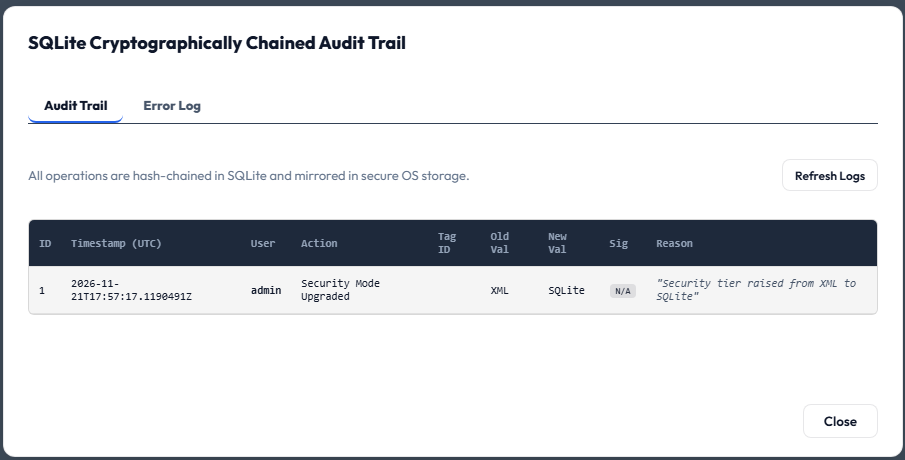 SQLite Cryptographically Chained Audit Trail
Audit Trail Error Log
All operations are hash-chained in SQLite and mirrored in secure OS storage. Refresh Logs
ID Timestamp (UTC) User Action Tag ID Old Val New Val Sig Reason
1 2026-11-21T17:57:17.1190491Z admin Security Mode Upgraded XML SQLite N/A "Security tier raised from XML to SQLite"
Close